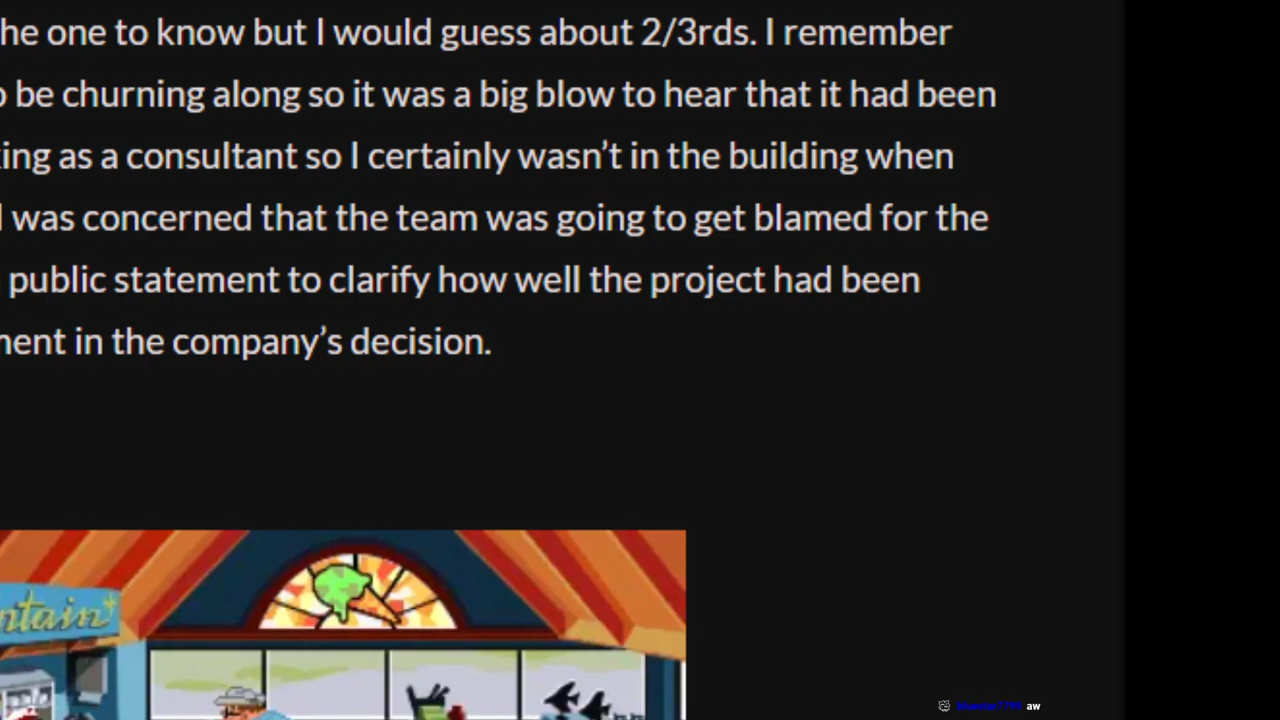 he one to know but I would guess about 2/3rds. I remember
o be churning along so it was a big blow to hear that it had been
king as a consultant so I certainly wasn’t in the building when
I was concerned that the team was going to get blamed for the
public statement to clarify how well the project had been
ment in the company’s decision.
ntain
aw